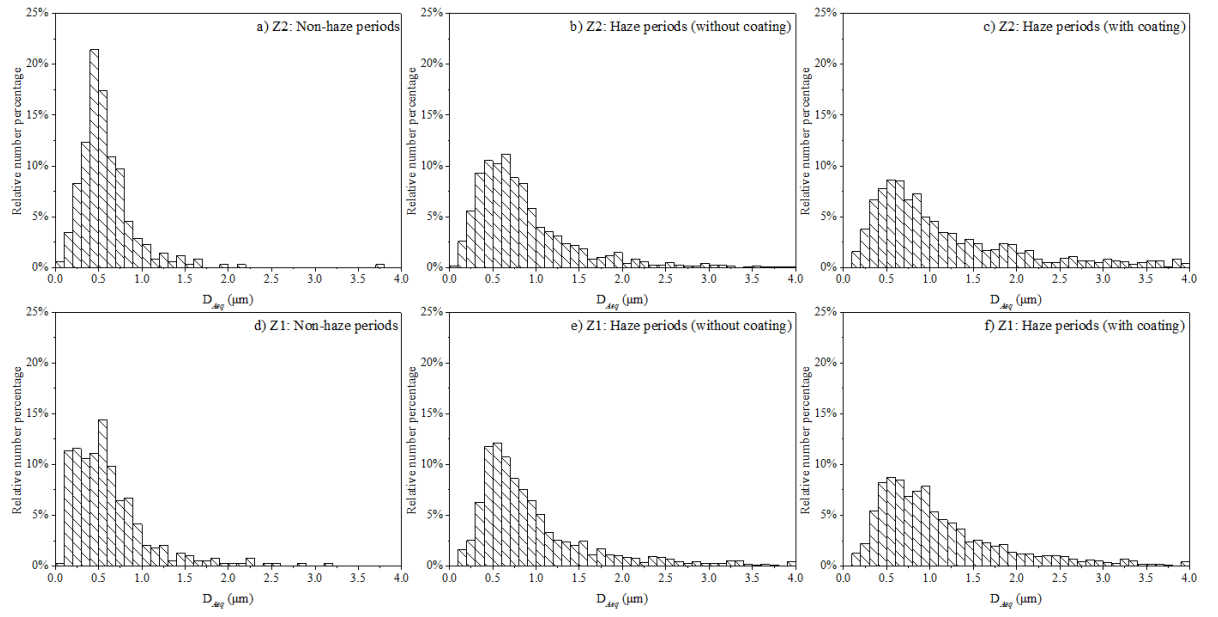 a) Z2: Non-haze periods
25%
20%
15%
10%
5%
0%
Relative number percentage
0.0 0.5 1.0 1.5 2.0 2.5 3.0 3.5 4.0
D_Aeq (μm)
b) Z2: Haze periods (without coating)
25%
20%
15%
10%
5%
0%
Relative number percentage
0.0 0.5 1.0 1.5 2.0 2.5 3.0 3.5 4.0
D_Aeq (μm)
c) Z2: Haze periods (with coating)
25%
20%
15%
10%
5%
0%
Relative number percentage
0.0 0.5 1.0 1.5 2.0 2.5 3.0 3.5 4.0
D_Aeq (μm)
d) Z1: Non-haze periods
25%
20%
15%
10%
5%
0%
Relative number percentage
0.0 0.5 1.0 1.5 2.0 2.5 3.0 3.5 4.0
D_Aeq (μm)
e) Z1: Haze periods (without coating)
25%
20%
15%
10%
5%
0%
Relative number percentage
0.0 0.5 1.0 1.5 2.0 2.5 3.0 3.5 4.0
D_Aeq (μm)
f) Z1: Haze periods (with coating)
25%
20%
15%
10%
5%
0%
Relative number percentage
0.0 0.5 1.0 1.5 2.0 2.5 3.0 3.5 4.0
D_Aeq (μm)